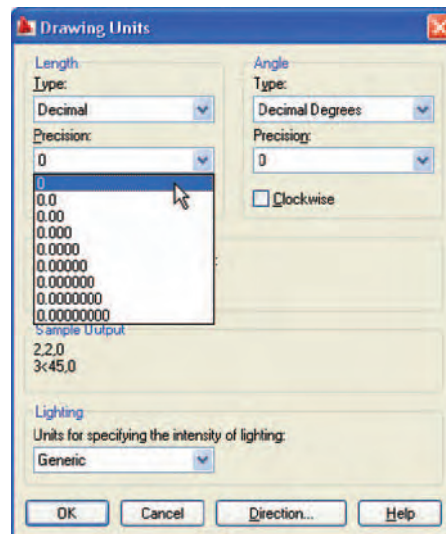 Drawing Units
Length
Type:
Decimal
Precision:
0
0
0.0
0.00
0.000
0.0000
0.00000
0.000000
0.0000000
0.00000000
Angle
Type:
Decimal Degrees
Precision:
0
Clockwise
:
Sample Output
2,2,0
3<45,0
Lighting
Units for specifying the intensity of lighting:
Generic
OK Cancel Direction... Help